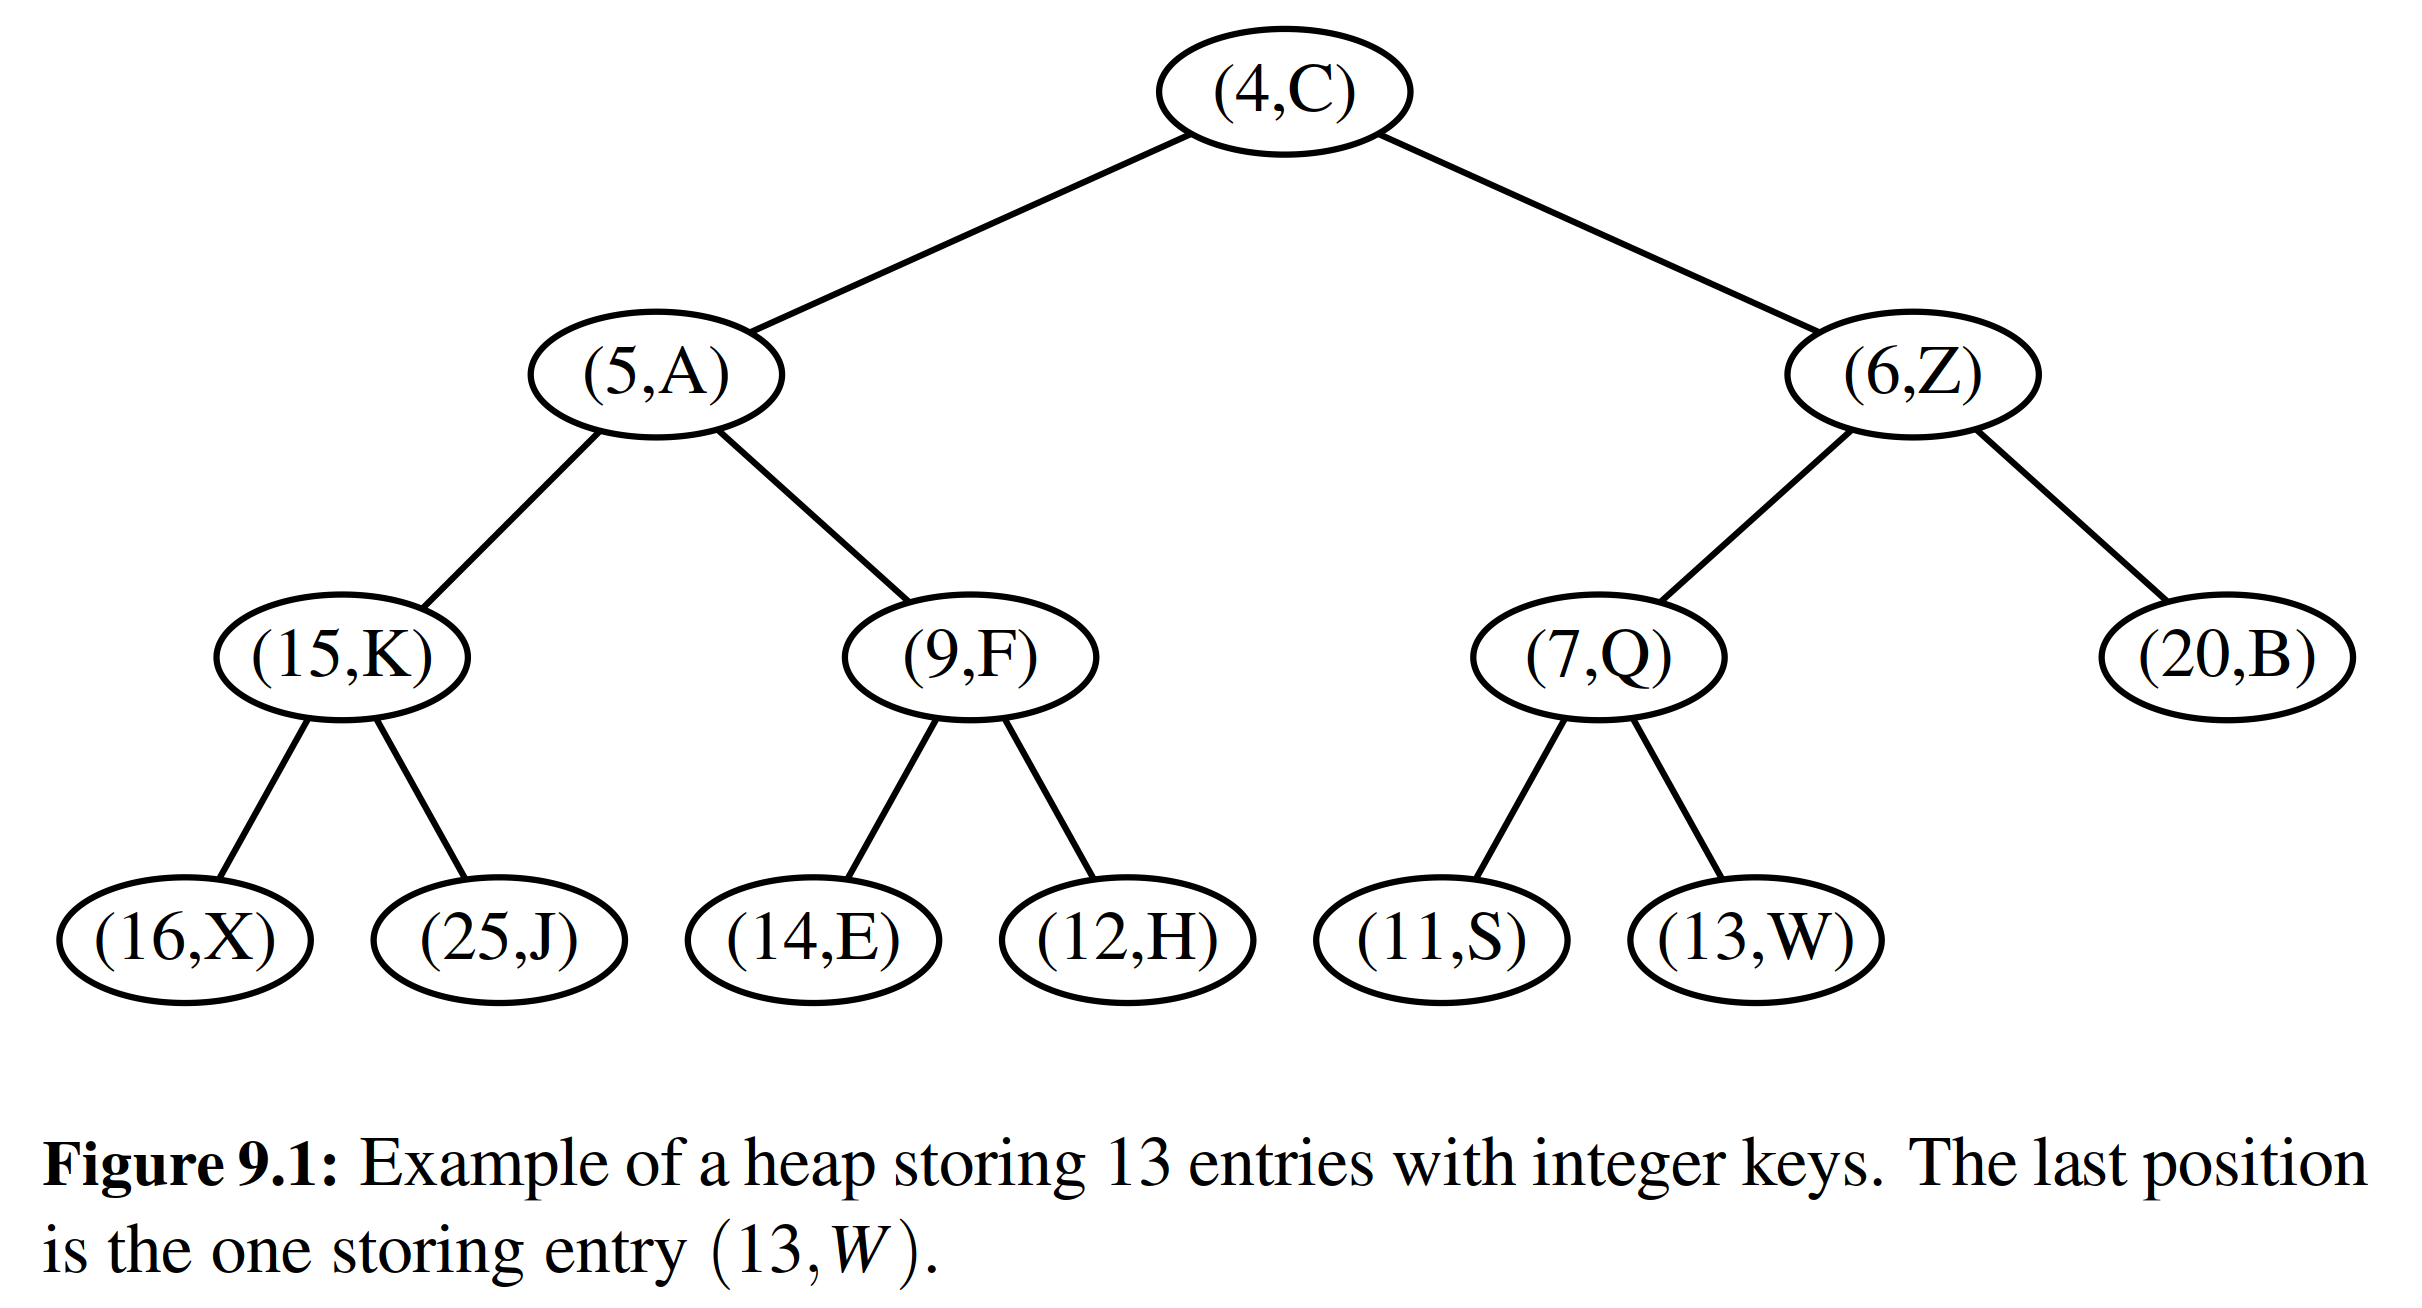 (4,C)
(5,A)
(6,Z)
(15,K)
(9,F)
(7,Q)
(20,B)
(16,X)
(25,J)
(14,E)
(12,H)
(11,S)
(13,W)
Figure 9.1: Example of a heap storing 13 entries with integer keys. The last position
is the one storing entry (13,W).